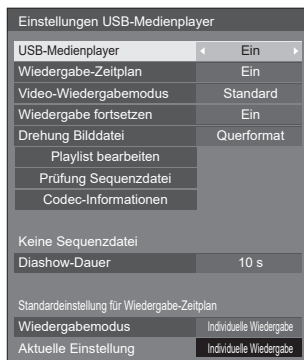 Einstellungen USB-Medienplayer
USB-Medienplayer Ein
Wiedergabe-Zeitplan Ein
Video-Wiedergabemodus Standard
Wiedergabe fortsetzen Ein
Drehung Bilddatei Querformat
Playlist bearbeiten
Prüfung Sequenzdatei
Codec-Informationen
Keine Sequenzdatei
Diashow-Dauer 10 s
Standardeinstellung für Wiedergabe-Zeitplan
Wiedergabemodus Individuelle Wiedergabe
Aktuelle Einstellung Individuelle Wiedergabe